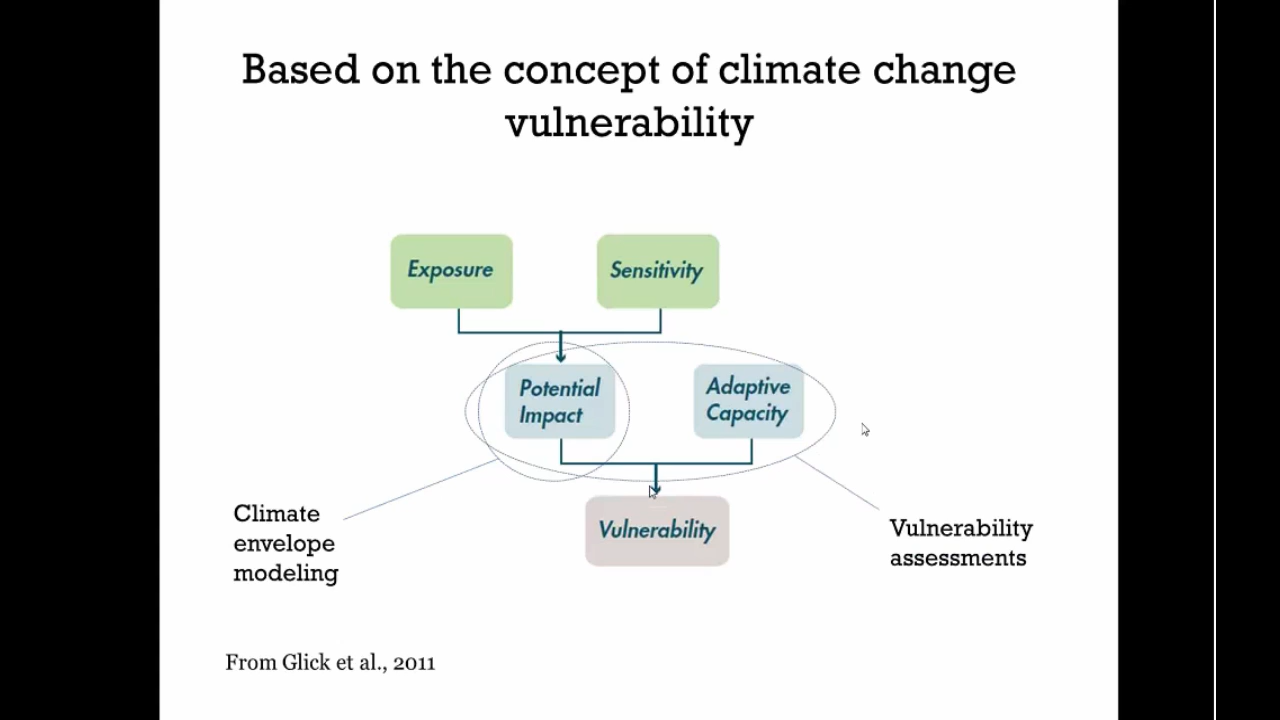 Based on the concept of climate change
vulnerability
Exposure
Sensitivity
Potential
Impact
Adaptive
Capacity
Vulnerability
Climate
envelope
modeling
Vulnerability
assessments
From Glick et al., 2011